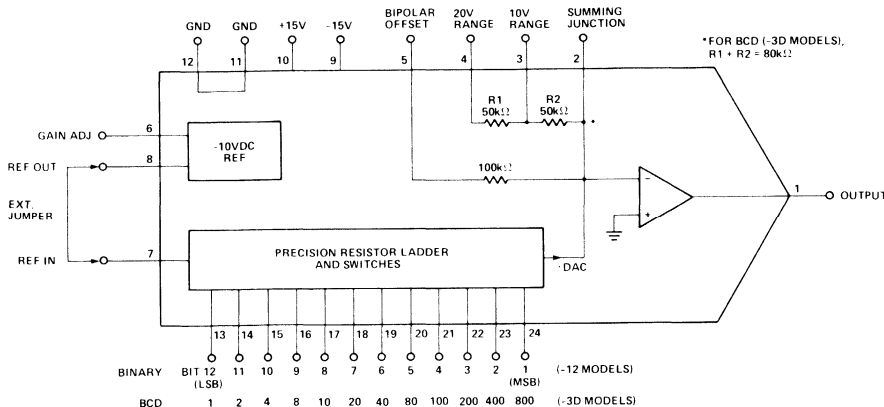 BIPOLAR OFFSET
20V RANGE
10V RANGE
SUMMING JUNCTION
GND
GND
+15V
-15V
*FOR BCD (-3D MODELS),
R1 + R2 = 80kΩ
12
11
10
9
5
4
3
2
R1
50kΩ
R2
50kΩ
*
GAIN ADJ
6
-10VDC
REF
REF OUT
8
100kΩ
−
+
1
OUTPUT
EXT.
JUMPER
REF IN
7
PRECISION RESISTOR LADDER
AND SWITCHES
DAC
13 14 15 16 17 18 19 20 21 22 23 24
BINARY BIT 12 11 10 9 8 7 6 5 4 3 2 1 (-12 MODELS)
(LSB) (MSB)
BCD 1 2 4 8 10 20 40 80 100 200 400 800 (-3D MODELS)